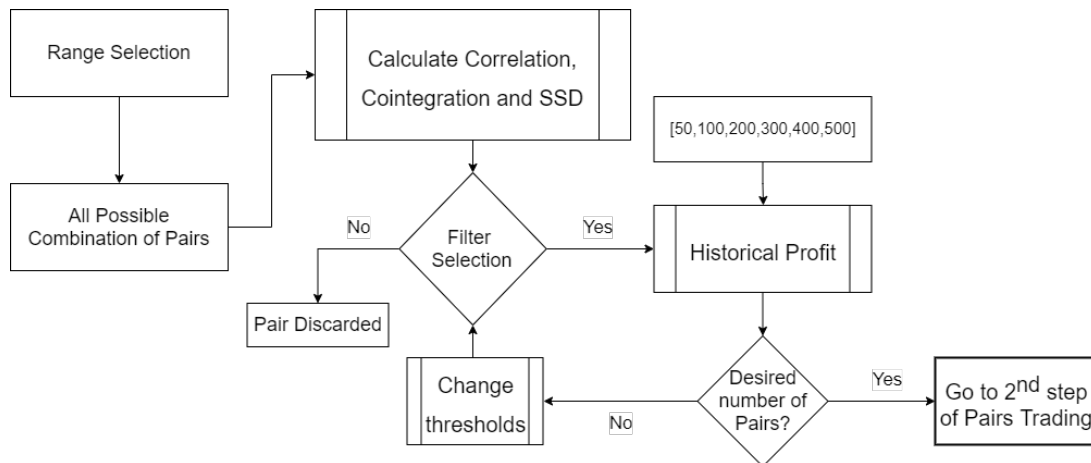 Range Selection
Calculate Correlation,
Cointegration and SSD
[50,100,200,300,400,500]
All Possible
Combination of Pairs
No
Filter
Selection
Yes
Historical Profit
Pair Discarded
Change
thresholds
No
Desired
number of
Pairs?
Yes
Go to 2nd step
of Pairs Trading